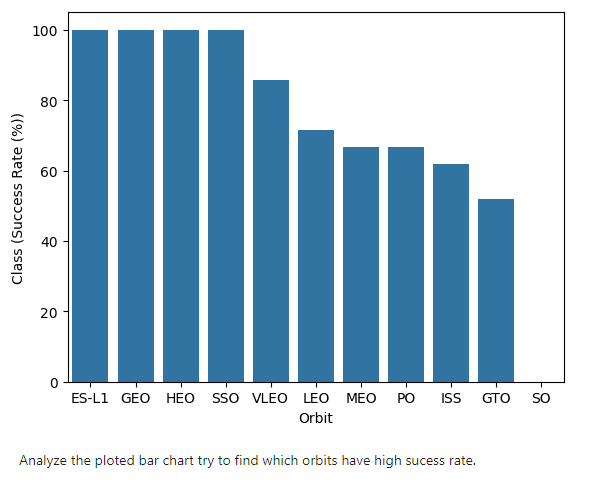 100
80
60
40
20
0
Class (Success Rate (%))
ES-L1 GEO HEO SSO VLEO LEO MEO PO ISS GTO SO
Orbit
Analyze the ploted bar chart try to find which orbits have high sucess rate.